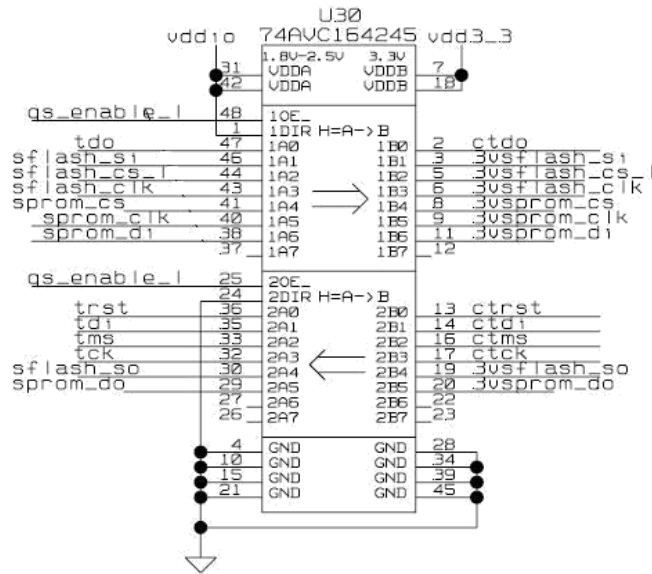 U30
74AVC164245
vddio vdd3_3
1.8V-2.5V 3.3V
31 VDDA VDDB 7
42 VDDA VDDB 18
qs_enable_l 48 1OE_
1 1DIR H=A->B
tdo 47 1A0 1B0 2 ctdo
sflash_si 46 1A1 1B1 3 3vsflash_si
sflash_cs_l 44 1A2 1B2 5 3vsflash_cs_l
sflash_clk 43 1A3 1B3 6 3vsflash_clk
sprom_cs 41 1A4 1B4 8 3vsprom_cs
sprom_clk 40 1A5 1B5 9 3vsprom_clk
sprom_di 38 1A6 1B6 11 3vsprom_di
37 1A7 1B7 12
qs_enable_l 25 2OE_
24 2DIR H=A->B
trst 36 2A0 2B0 13 ctrst
tdi 35 2A1 2B1 14 ctdi
tms 33 2A2 2B2 16 ctms
tck 32 2A3 2B3 17 ctck
sflash_so 30 2A4 2B4 19 3vsflash_so
sprom_do 29 2A5 2B5 20 3vsprom_do
27 2A6 2B6 22
26 2A7 2B7 23
4 GND GND 28
10 GND GND 34
15 GND GND 39
21 GND GND 45